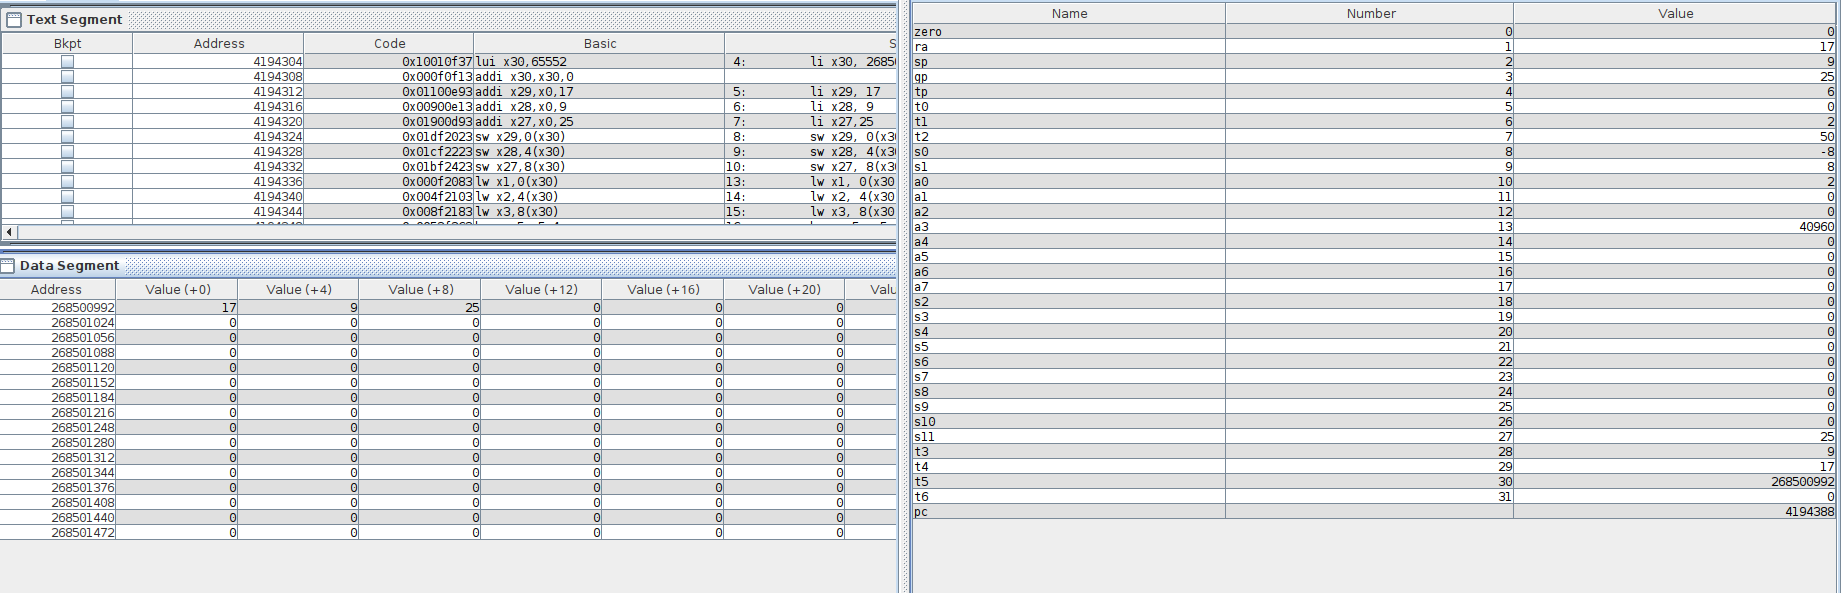 Text Segment
Bkpt Address Code Basic S
4194304 0x10010f37 lui x30,65552 4: li x30, 2685
4194308 0x000f0f13 addi x30,x30,0
4194312 0x01100e93 addi x29,x0,17 5: li x29, 17
4194316 0x00900e13 addi x28,x0,9 6: li x28, 9
4194320 0x01900d93 addi x27,x0,25 7: li x27,25
4194324 0x01df2023 sw x29,0(x30) 8: sw x29, 0(x30
4194328 0x01cf2223 sw x28,4(x30) 9: sw x28, 4(x30
4194332 0x01bf2423 sw x27,8(x30) 10: sw x27, 8(x30
4194336 0x000f2083 lw x1,0(x30) 13: lw x1, 0(x30
4194340 0x004f2103 lw x2,4(x30) 14: lw x2, 4(x30
4194344 0x008f2183 lw x3,8(x30) 15: lw x3, 8(x30
Data Segment
Address Value (+0) Value (+4) Value (+8) Value (+12) Value (+16) Value (+20) Valu
268500992 17 9 25 0 0 0
268501024 0 0 0 0 0 0
268501056 0 0 0 0 0 0
268501088 0 0 0 0 0 0
268501120 0 0 0 0 0 0
268501152 0 0 0 0 0 0
268501184 0 0 0 0 0 0
268501216 0 0 0 0 0 0
268501248 0 0 0 0 0 0
268501280 0 0 0 0 0 0
268501312 0 0 0 0 0 0
268501344 0 0 0 0 0 0
268501376 0 0 0 0 0 0
268501408 0 0 0 0 0 0
268501440 0 0 0 0 0 0
268501472 0 0 0 0 0 0
Name Number Value
zero 0 0
ra 1 17
sp 2 9
gp 3 25
tp 4 6
t0 5 0
t1 6 2
t2 7 50
s0 8 -8
s1 9 8
a0 10 2
a1 11 0
a2 12 0
a3 13 40960
a4 14 0
a5 15 0
a6 16 0
a7 17 0
s2 18 0
s3 19 0
s4 20 0
s5 21 0
s6 22 0
s7 23 0
s8 24 0
s9 25 0
s10 26 0
s11 27 25
t3 28 9
t4 29 17
t5 30 268500992
t6 31 0
pc 4194388